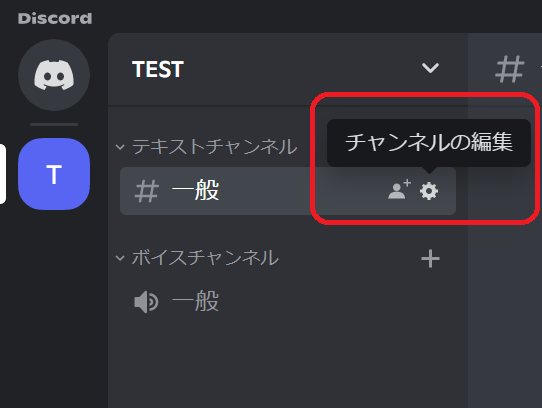 Discord
TEST
チャンネルの編集
テキストチャンネル
T
# 一般
ボイスチャンネル
一般